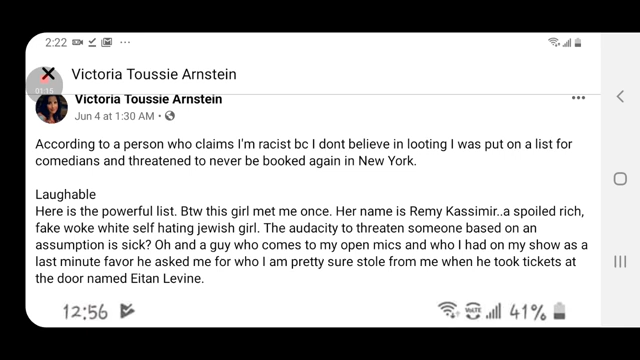 2:22
Victoria Toussie Arnstein
01:15
Victoria Toussie Arnstein
Jun 4 at 1:30 AM •
According to a person who claims I'm racist bc I dont believe in looting I was put on a list for
comedians and threatened to never be booked again in New York.
Laughable
Here is the powerful list. Btw this girl met me once. Her name is Remy Kassimir..a spoiled rich,
fake woke white self hating jewish girl. The audacity to threaten someone based on an
assumption is sick? Oh and a guy who comes to my open mics and who I had on my show as a
last minute favor he asked me for who I am pretty sure stole from me when he took tickets at
the door named Eitan Levine.
12:56
VoLTE 41%